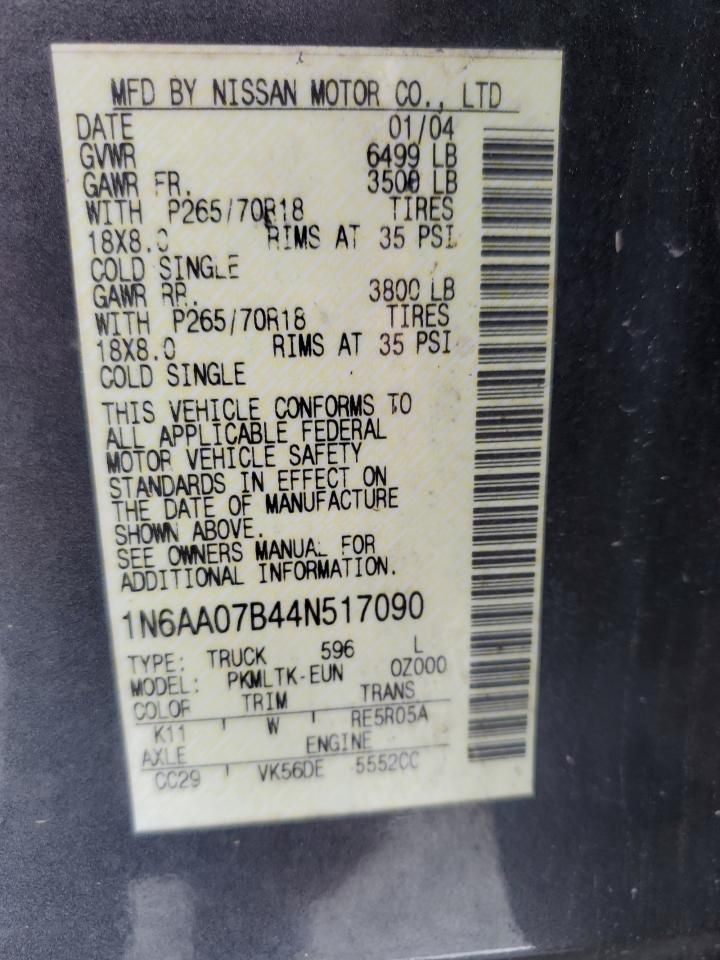 MFD BY NISSAN MOTOR CO., LTD
DATE 01/04
GVWR 6499 LB
GAWR FR. 3500 LB
WITH P265/70R18 TIRES
18X8.0 RIMS AT 35 PSI
COLD SINGLE
GAWR RR. 3800 LB
WITH P265/70R18 TIRES
18X8.0 RIMS AT 35 PSI
COLD SINGLE
THIS VEHICLE CONFORMS TO
ALL APPLICABLE FEDERAL
MOTOR VEHICLE SAFETY
STANDARDS IN EFFECT ON
THE DATE OF MANUFACTURE
SHOWN ABOVE.
SEE OWNERS MANUAL FOR
ADDITIONAL INFORMATION.
1N6AA07B44N517090
TYPE: TRUCK 596 L
MODEL: PKMLTK-EUN 0Z000
COLOR TRIM TRANS
K11 W RE5R05A
AXLE ENGINE
CC29 VK56DE 5552CC